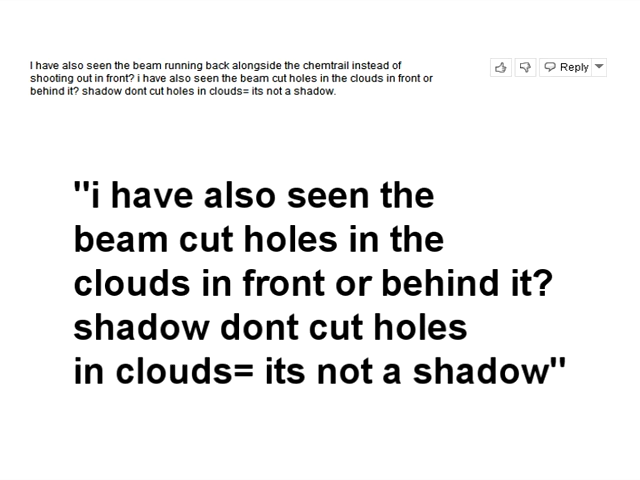 I have also seen the beam running back alongside the chemtrail instead of
shooting out in front? i have also seen the beam cut holes in the clouds in front or
behind it? shadow dont cut holes in clouds= its not a shadow.
Reply
"i have also seen the
beam cut holes in the
clouds in front or behind it?
shadow dont cut holes
in clouds= its not a shadow"